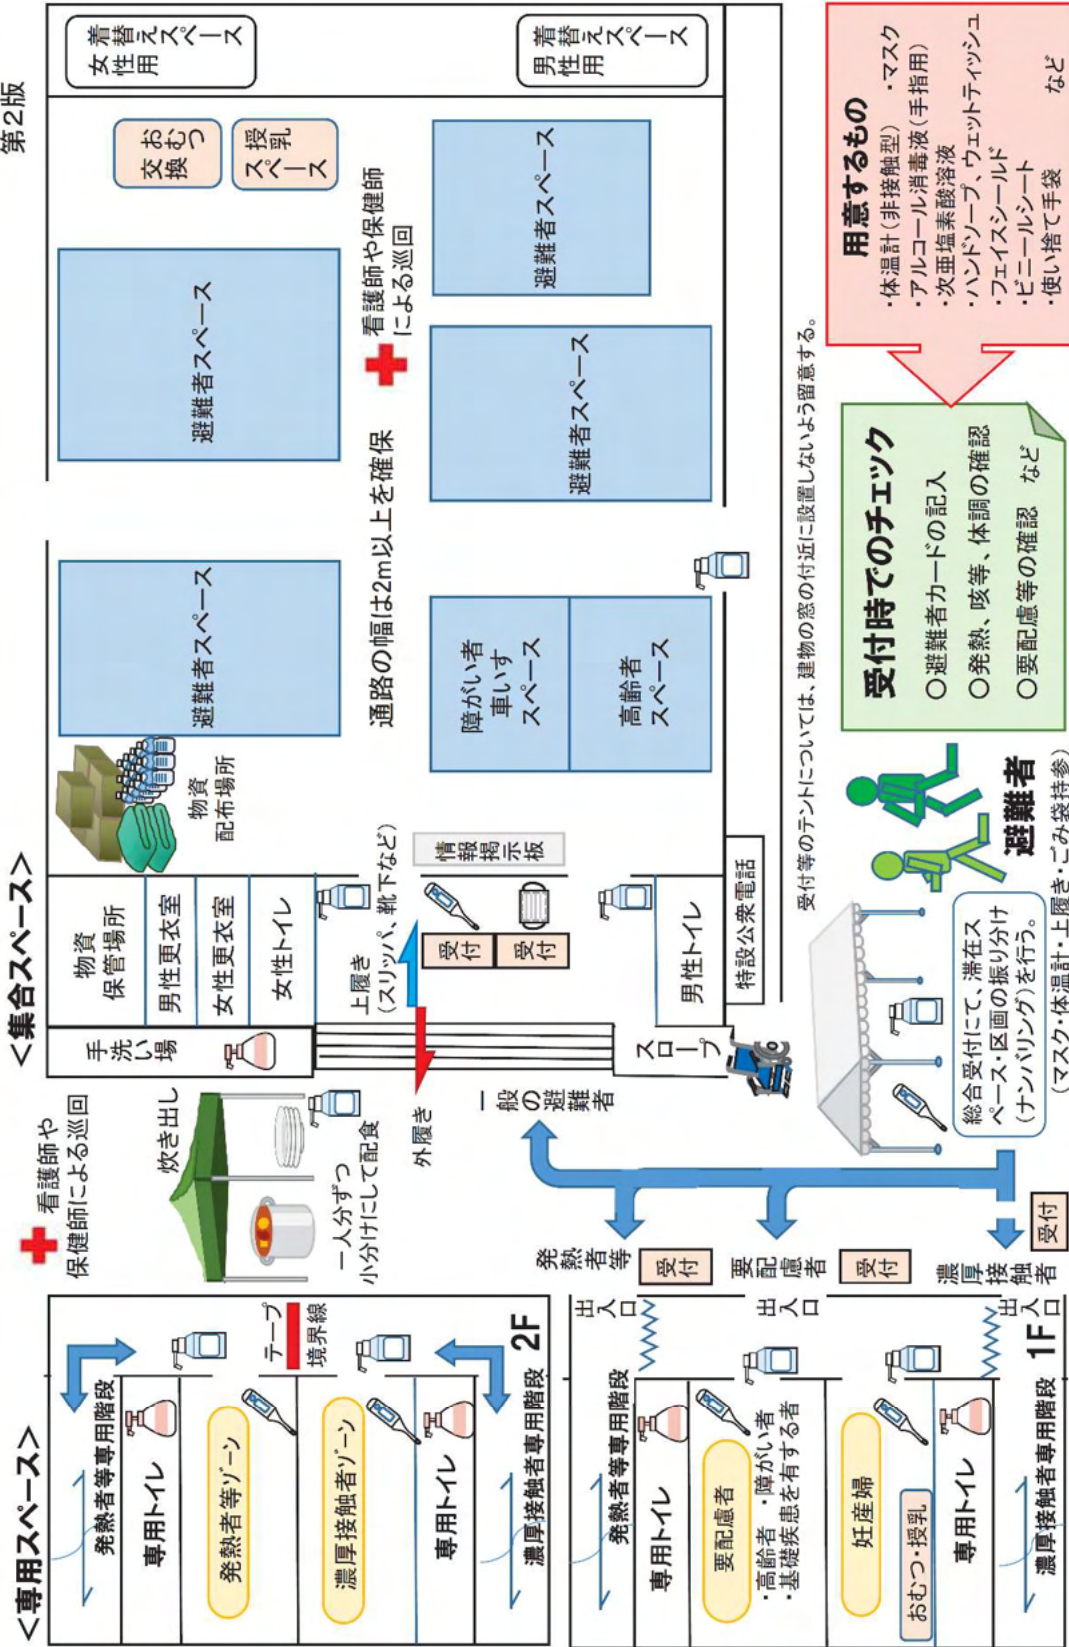 第2版
<集合スペース>
手洗い場
物資
保管場所
男性更衣室
女性更衣室
女性トイレ
物資
配布場所
避難者スペース
避難者スペース
おむつ
交換
授乳
スペース
女性用
着替え
スペース
上履き
(スリッパ、靴下など)
外履き
受付
受付
情報掲示板
通路の幅は2m以上を確保
看護師や保健師
による巡回
障がい者
車いす
スペース
高齢者
スペース
避難者スペース
避難者スペース
男性用
着替え
スペース
スロープ
男性トイレ
特設公衆電話
受付等のテントについては、建物の窓の付近に設置しないよう留意する。
<専用スペース>
看護師や
保健師による巡回
炊き出し
一人分ずつ
小分けにして配食
発熱者等専用階段
専用トイレ
発熱者等ゾーン
テープ
境界線
濃厚接触者ゾーン
専用トイレ
濃厚接触者専用階段
2F
一般の避難者
発熱者等
受付
要配慮者
受付
濃厚接触者
受付
出入口
出入口
出入口
発熱者等専用階段
専用トイレ
要配慮者
・高齢者・障がい者
・基礎疾患を有する者
妊産婦
おむつ・授乳
専用トイレ
濃厚接触者専用階段
1F
総合受付にて、滞在ス
ペース・区画の振り分け
(ナンバリング)を行う。
避難者
(マスク・体温計・上履き・ごみ袋持参)
受付時でのチェック
○避難者カードの記入
○発熱、咳等、体調の確認
○要配慮等の確認 など
用意するもの
・体温計(非接触型) ・マスク
・アルコール消毒液(手指用)
・次亜塩素酸溶液
・ハンドソープ、ウェットティッシュ
・フェイスシールド
・ビニールシート
・使い捨て手袋 など